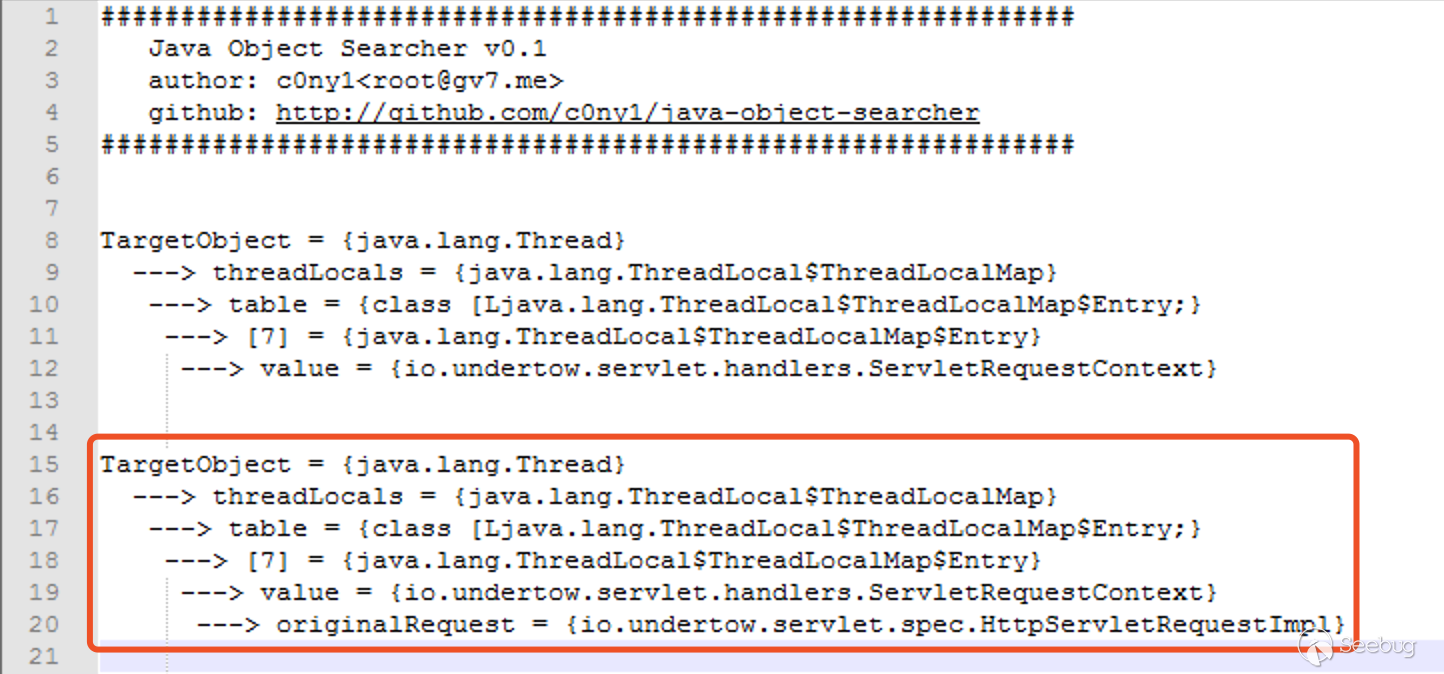 1 #############################################################
2 Java Object Searcher v0.1
3 author: c0ny1<root@gv7.me>
4 github: http://github.com/c0ny1/java-object-searcher
5 #############################################################
6
7
8 TargetObject = {java.lang.Thread}
9 ---> threadLocals = {java.lang.ThreadLocal$ThreadLocalMap}
10 ---> table = {class [Ljava.lang.ThreadLocal$ThreadLocalMap$Entry;}
11 ---> [7] = {java.lang.ThreadLocal$ThreadLocalMap$Entry}
12 ---> value = {io.undertow.servlet.handlers.ServletRequestContext}
13
14
15 TargetObject = {java.lang.Thread}
16 ---> threadLocals = {java.lang.ThreadLocal$ThreadLocalMap}
17 ---> table = {class [Ljava.lang.ThreadLocal$ThreadLocalMap$Entry;}
18 ---> [7] = {java.lang.ThreadLocal$ThreadLocalMap$Entry}
19 ---> value = {io.undertow.servlet.handlers.ServletRequestContext}
20 ---> originalRequest = {io.undertow.servlet.spec.HttpServletRequestImpl}
21
Seebug